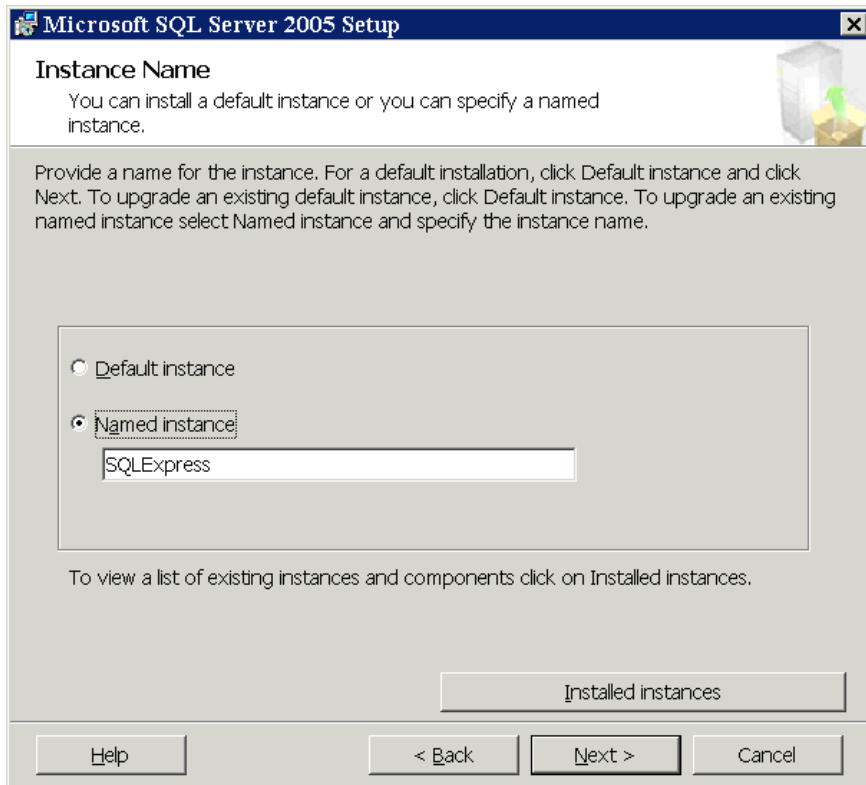 Microsoft SQL Server 2005 Setup
Instance Name
You can install a default instance or you can specify a named
instance.
Provide a name for the instance. For a default installation, click Default instance and click
Next. To upgrade an existing default instance, click Default instance. To upgrade an existing
named instance select Named instance and specify the instance name.
Default instance
Named instance
SQLExpress
To view a list of existing instances and components click on Installed instances.
Installed instances
Help
< Back
Next >
Cancel